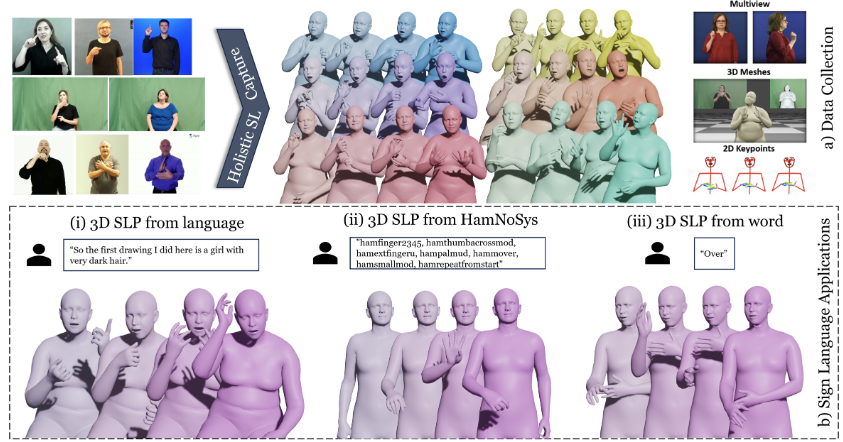 Multiview
Holistic SL Capture
3D Meshes
2D Keypoints
a) Data Collection
(i) 3D SLP from language
"So the first drawing I did here is a girl with
very dark hair."
(ii) 3D SLP from HamNoSys
"hamfinger2345, hamthumbacrossmod,
hamextfingeru, hampalmud, hammover,
hamsmallmod, hamrepeatfromstart"
(iii) 3D SLP from word
"Over"
b) Sign Language Applications